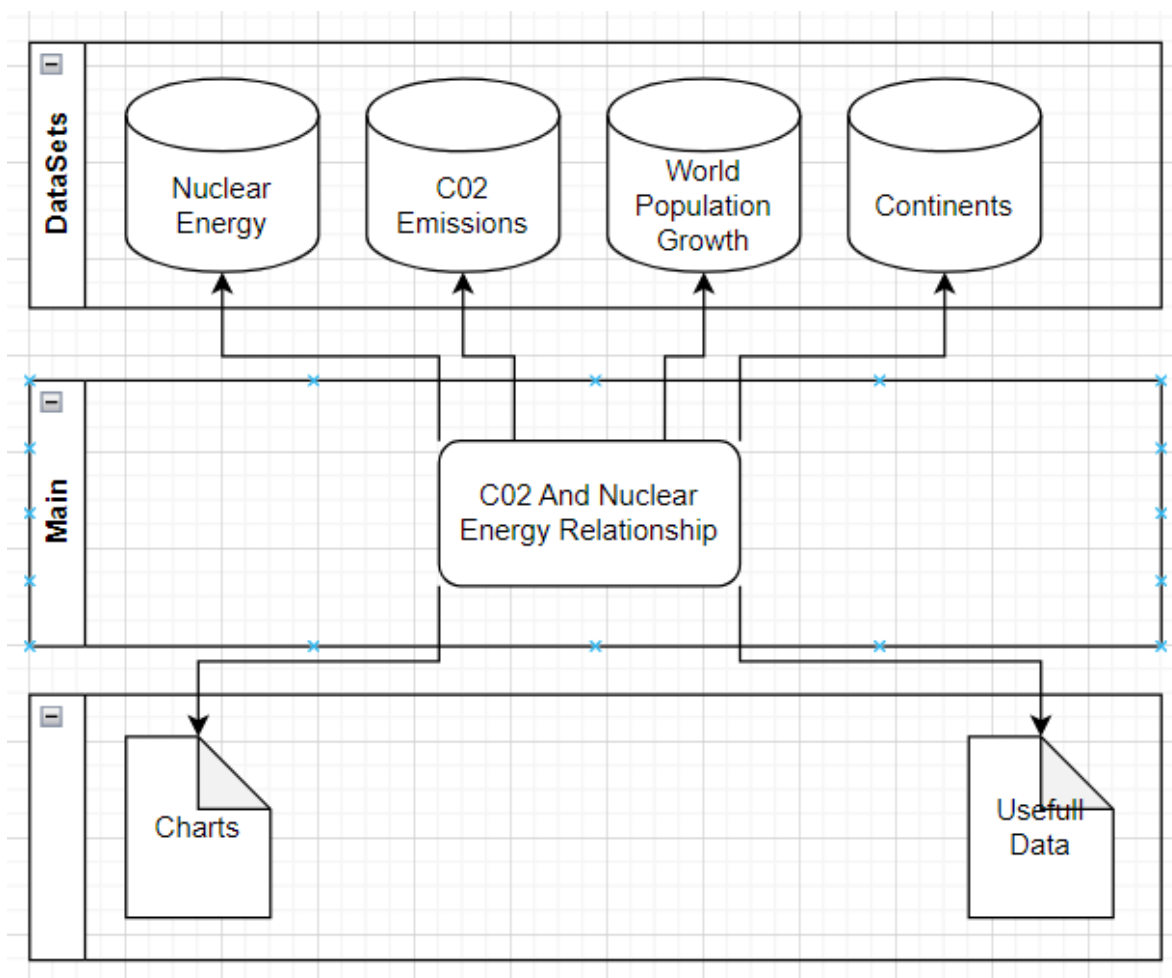 DataSets
Nuclear
Energy
C02
Emissions
World
Population
Growth
Continents
Main
C02 And Nuclear
Energy Relationship
Charts
Usefull
Data